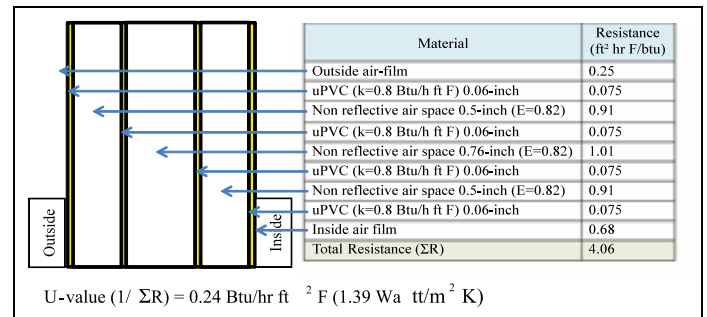 Material Resistance (ft² hr F/btu)
Outside air-film 0.25
uPVC (k=0.8 Btu/h ft F) 0.06-inch 0.075
Non reflective air space 0.5-inch (E=0.82) 0.91
uPVC (k=0.8 Btu/h ft F) 0.06-inch 0.075
Non reflective air space 0.76-inch (E=0.82) 1.01
uPVC (k=0.8 Btu/h ft F) 0.06-inch 0.075
Non reflective air space 0.5-inch (E=0.82) 0.91
uPVC (k=0.8 Btu/h ft F) 0.06-inch 0.075
Inside air film 0.68
Total Resistance (ΣR) 4.06
Outside
Inside
U-value (1/ ΣR) = 0.24 Btu/hr ft ² F (1.39 Wa tt/m² K)